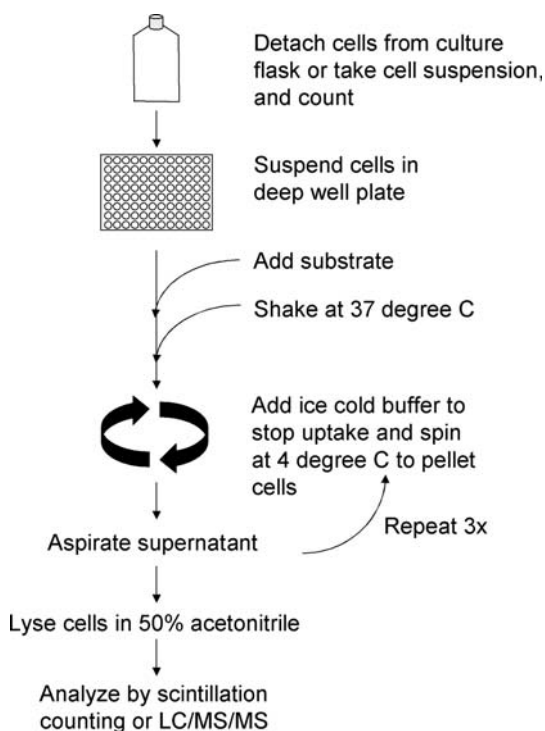 Detach cells from culture
flask or take cell suspension,
and count
Suspend cells in
deep well plate
Add substrate
Shake at 37 degree C
Add ice cold buffer to
stop uptake and spin
at 4 degree C to pellet
cells
Repeat 3x
Aspirate supernatant
Lyse cells in 50% acetonitrile
Analyze by scintillation
counting or LC/MS/MS